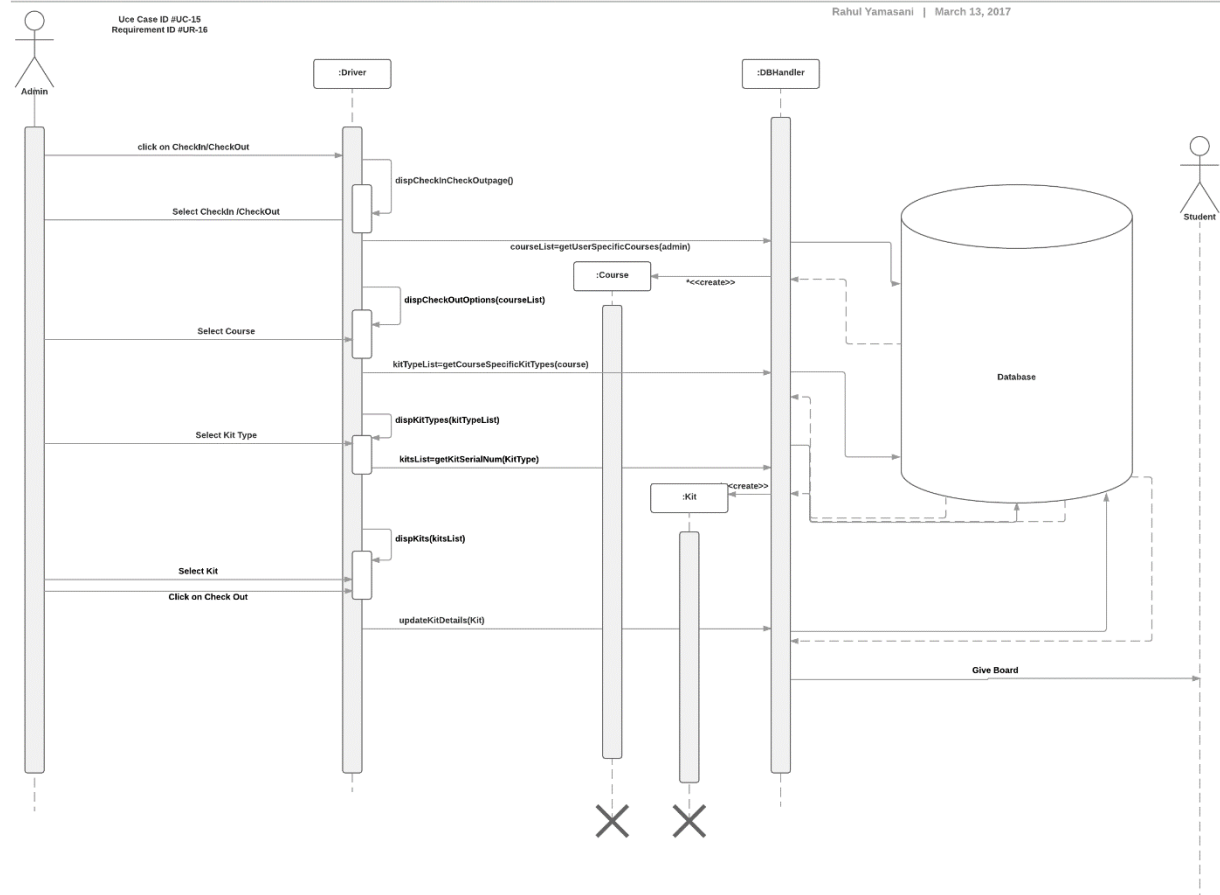 Rahul Yamasani | March 13, 2017
Uce Case ID #UC-15
Requirement ID #UR-16
Admin
:Driver
:DBHandler
Student
click on CheckIn/CheckOut
dispCheckInCheckOutpage()
Select CheckIn /CheckOut
courseList=getUserSpecificCourses(admin)
:Course
*<<create>>
dispCheckOutOptions(courseList)
Select Course
kitTypeList=getCourseSpecificKitTypes(course)
Database
dispKitTypes(kitTypeList)
Select Kit Type
kitsList=getKitSerialNum(KitType)
:Kit
<<create>>
dispKits(kitsList)
Select Kit
Click on Check Out
updateKitDetails(Kit)
Give Board